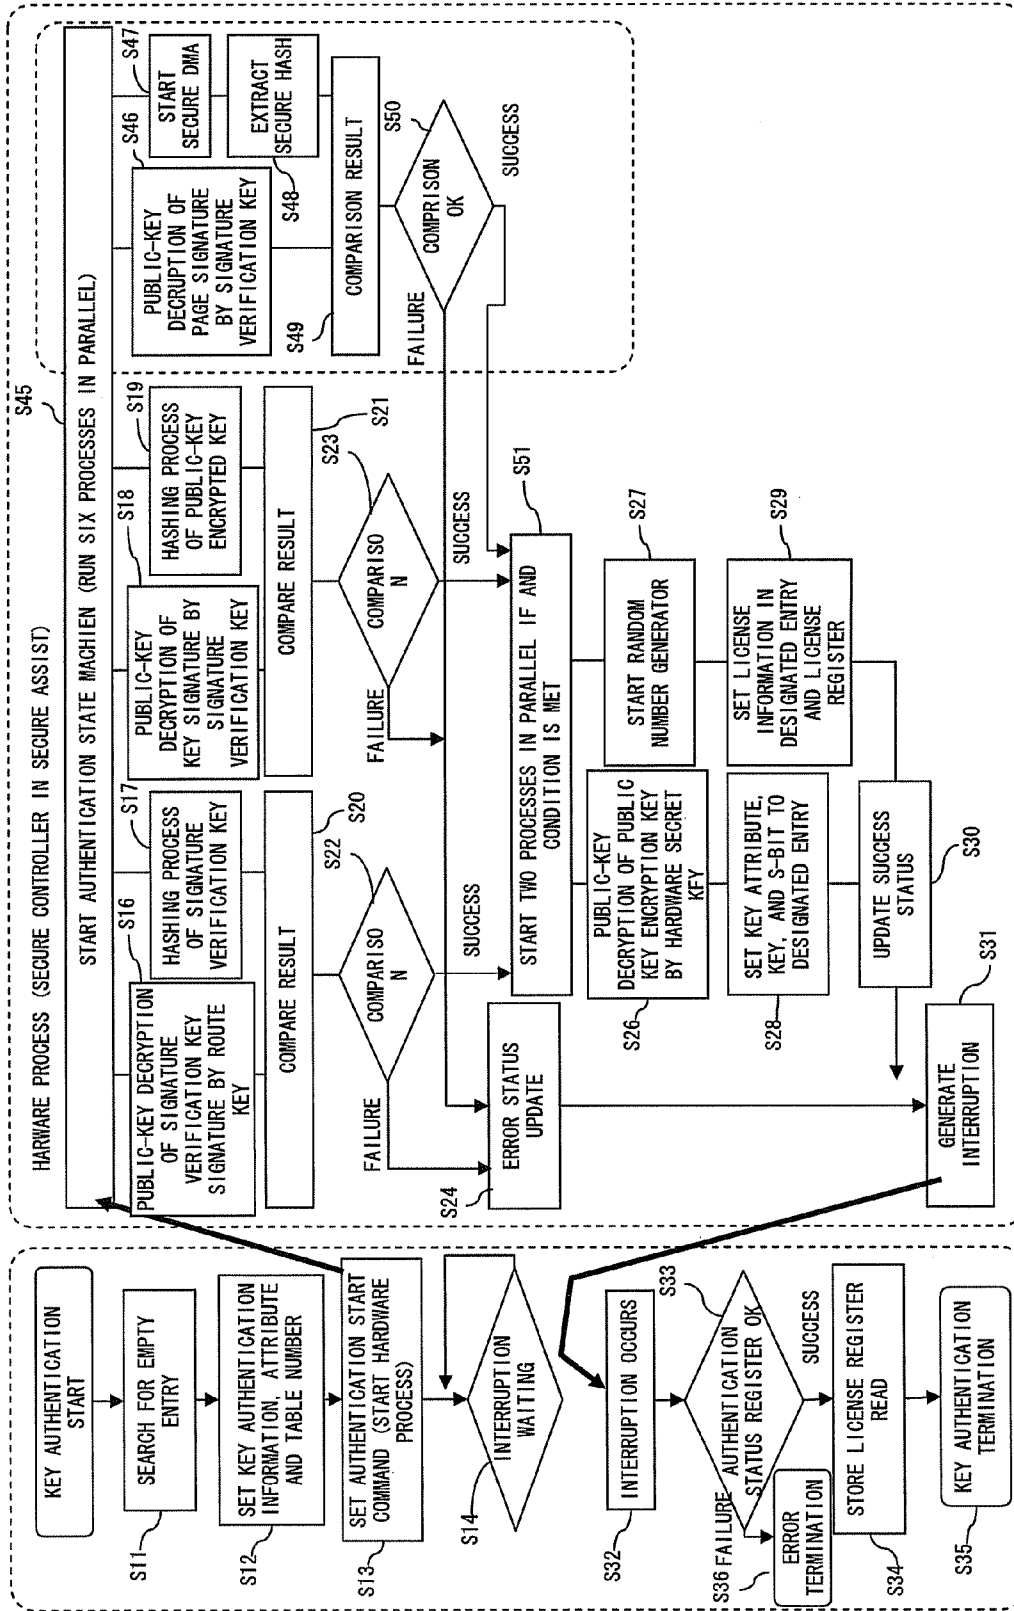 KEY AUTHENTICATION
START
SEARCH FOR EMPTY
ENTRY
S11
SET KEY AUTHENTICATION
INFORMATION, ATTRIBUTE
AND TABLE NUMBER
S12
SET AUTHENTICATION START
COMMAND (START HARDWARE
PROCESS)
S13
INTERRUPTION
WAITING
S14
INTERRUPTION OCCURS
S32
AUTHENTICATION
STATUS REGISTER OK
S33
FAILURE
SUCCESS
S36
ERROR
TERMINATION
STORE LICENSE REGISTER
READ
S34
KEY AUTHENTICATION
TERMINATION
S35
HARWARE PROCESS (SECURE CONTROLLER IN SECURE ASSIST)
S45
START AUTHENTICATION STATE MACHIEN (RUN SIX PROCESSES IN PARALLEL)
S16
PUBLIC-KEY DECRYPTION
OF SIGNATURE
VERIFICATION KEY
SIGNATURE BY ROUTE
KEY
S17
HASHING PROCESS
OF SIGNATURE
VERIFICATION KEY
S18
PUBLIC-KEY
DECRYPTION OF
KEY SIGNATURE BY
SIGNATURE
VERIFICATION KEY
S19
HASHING PROCESS
OF PUBLIC-KEY
ENCRYPTED KEY
S46
PUBLIC-KEY
DECRUPTION OF
PAGE SIGNATURE
BY SIGNATURE
VERIFICATION KEY
S47
START
SECURE DMA
EXTRACT
SECURE HASH
S48
COMPARE RESULT
S20
COMPARE RESULT
S21
COMPARISON RESULT
S49
COMPARISO
N
S22
FAILURE
SUCCESS
COMPARISO
N
S23
FAILURE
SUCCESS
COMPRISON
OK
S50
FAILURE
SUCCESS
ERROR STATUS
UPDATE
S24
START TWO PROCESSES IN PARALLEL IF AND
CONDITION IS MET
S51
PUBLIC-KEY
DECRYPTION OF PUBLIC
KEY ENCRYPTION KEY
BY HARDWARE SECRET
KFY
S26
START RANDOM
NUMBER GENERATOR
S27
SET KEY ATTRIBUTE,
KEY, AND S-BIT TO
DESIGNATED ENTRY
S28
SET LICENSE
INFORMATION IN
DESIGNATED ENTRY
AND LICENSE
REGISTER
S29
UPDATE SUCCESS
STATUS
S30
GENERATE
INTERRUPTION
S31